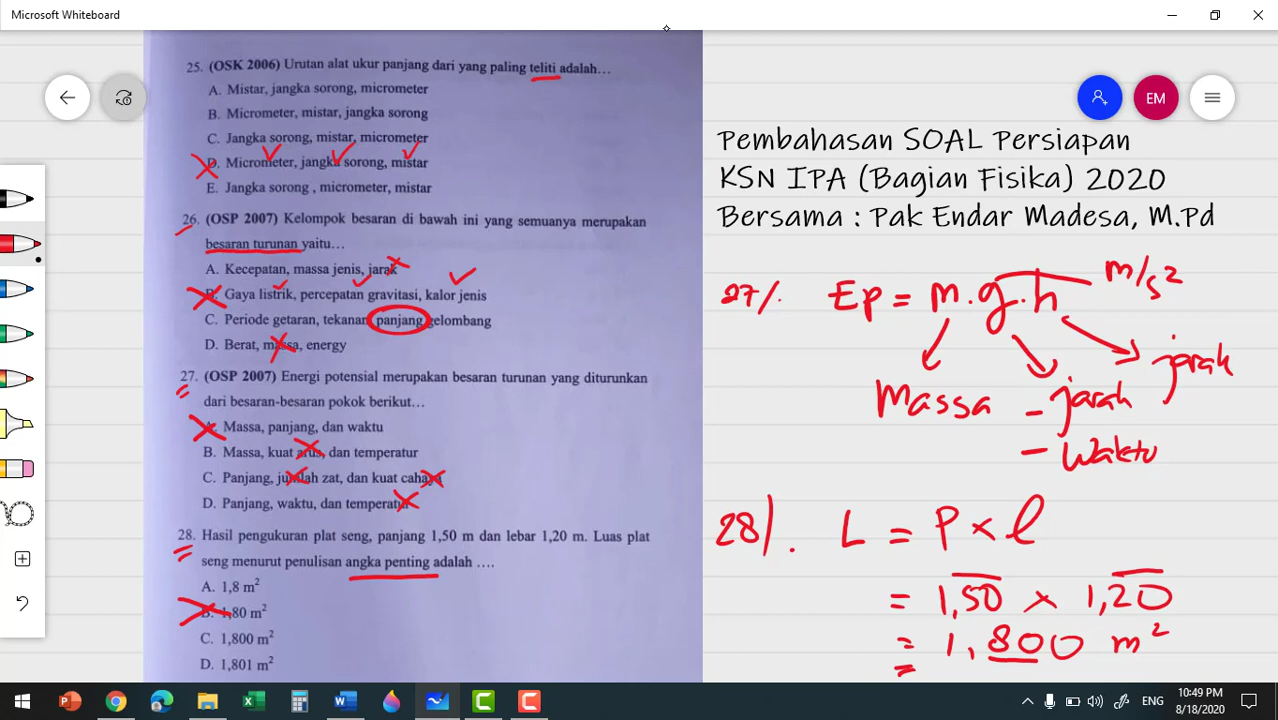 Microsoft Whiteboard
25. (OSK 2006) Urutan alat ukur panjang dari yang paling teliti adalah...
A. Mistar, jangka sorong, micrometer
B. Micrometer, mistar, jangka sorong
C. Jangka sorong, mistar, micrometer
D. Micrometer, jangka sorong, mistar
E. Jangka sorong , micrometer, mistar
26. (OSP 2007) Kelompok besaran di bawah ini yang semuanya merupakan
besaran turunan yaitu...
A. Kecepatan, massa jenis, jarak
B. Gaya listrik, percepatan gravitasi, kalor jenis
C. Periode getaran, tekanan, panjang gelombang
D. Berat, massa, energy
27. (OSP 2007) Energi potensial merupakan besaran turunan yang diturunkan
dari besaran-besaran pokok berikut...
A. Massa, panjang, dan waktu
B. Massa, kuat arus, dan temperatur
C. Panjang, jumlah zat, dan kuat cahaya
D. Panjang, waktu, dan temperatur
28. Hasil pengukuran plat seng, panjang 1,50 m dan lebar 1,20 m. Luas plat
seng menurut penulisan angka penting adalah ....
A. 1,8 m²
B. 1,80 m²
C. 1,800 m²
D. 1,801 m²
EM
Pembahasan SOAL Persiapan
KSN IPA (Bagian Fisika) 2020
Bersama : Pak Endar Madesa, M.Pd
27/. Ep = m.g.h m/s²
Massa - jarak jarak
- Waktu
28/. L = P x l
= 1,50 x 1,20
= 1,800 m²
ENG
10:49 PM
8/18/2020